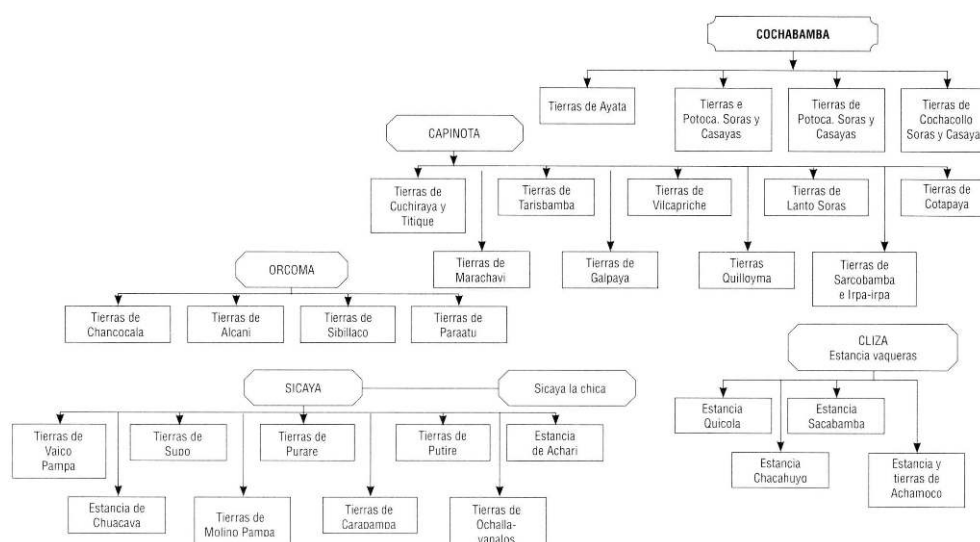 COCHABAMBA
Tierras de Ayata
Tierras e
Potoca. Soras y
Casayas
Tierras de
Potoca. Soras y
Casayas
Tierras de
Cochacollo
Soras y Casaya
CAPINOTA
Tierras de
Cuchiraya y
Titique
Tierras de
Tarisbamba
Tierras de
Vilcapriche
Tierras de
Lanto Soras
Tierras de
Cotapaya
Tierras de
Marachavi
Tierras de
Galpaya
Tierras
Quilloyma
Tierras de
Sarcobamba
e Irpa-irpa
ORCOMA
Tierras de
Chancocala
Tierras de
Alcani
Tierras de
Sibillaco
Tierras de
Paraatu
CLIZA
Estancia vaqueras
Estancia
Quicola
Estancia
Sacabamba
Estancia
Chacahuyo
Estancia y
tierras de
Achamoco
SICAYA
Sicaya la chica
Tierras de
Vaico
Pampa
Tierras de
Supo
Tierras de
Purare
Tierras de
Putire
Estancia
de Achari
Estancia de
Chuacava
Tierras de
Molino Pampa
Tierras de
Carapampa
Tierras de
Ochalla-
yanalos